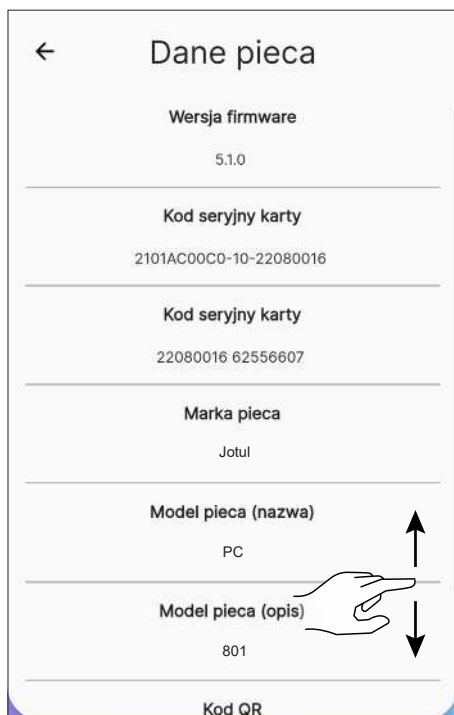 Dane pieca
Wersja firmware
5.1.0
Kod seryjny karty
2101AC00C0-10-22080016
Kod seryjny karty
22080016 62556607
Marka pieca
Jotul
Model pieca (nazwa)
PC
Model pieca (opis)
801
Kod QR